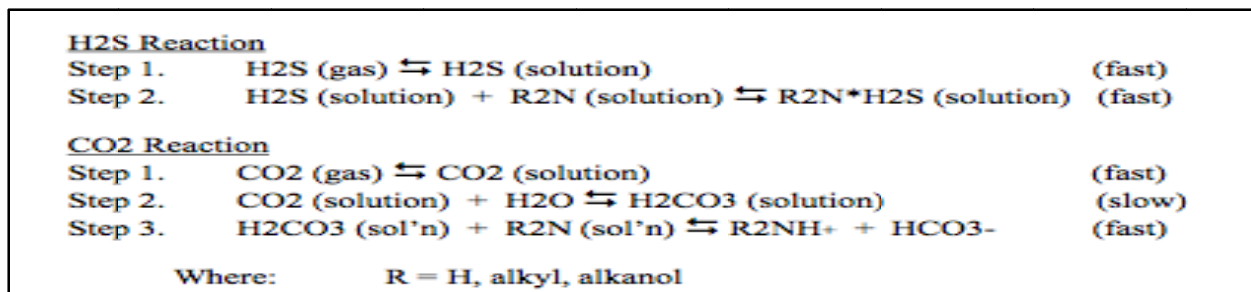 H2S Reaction
Step 1. H2S (gas) ⇆ H2S (solution) (fast)
Step 2. H2S (solution) + R2N (solution) ⇆ R2N*H2S (solution) (fast)
CO2 Reaction
Step 1. CO2 (gas) ⇆ CO2 (solution) (fast)
Step 2. CO2 (solution) + H2O ⇆ H2CO3 (solution) (slow)
Step 3. H2CO3 (sol'n) + R2N (sol'n) ⇆ R2NH+ + HCO3- (fast)
Where: R = H, alkyl, alkanol